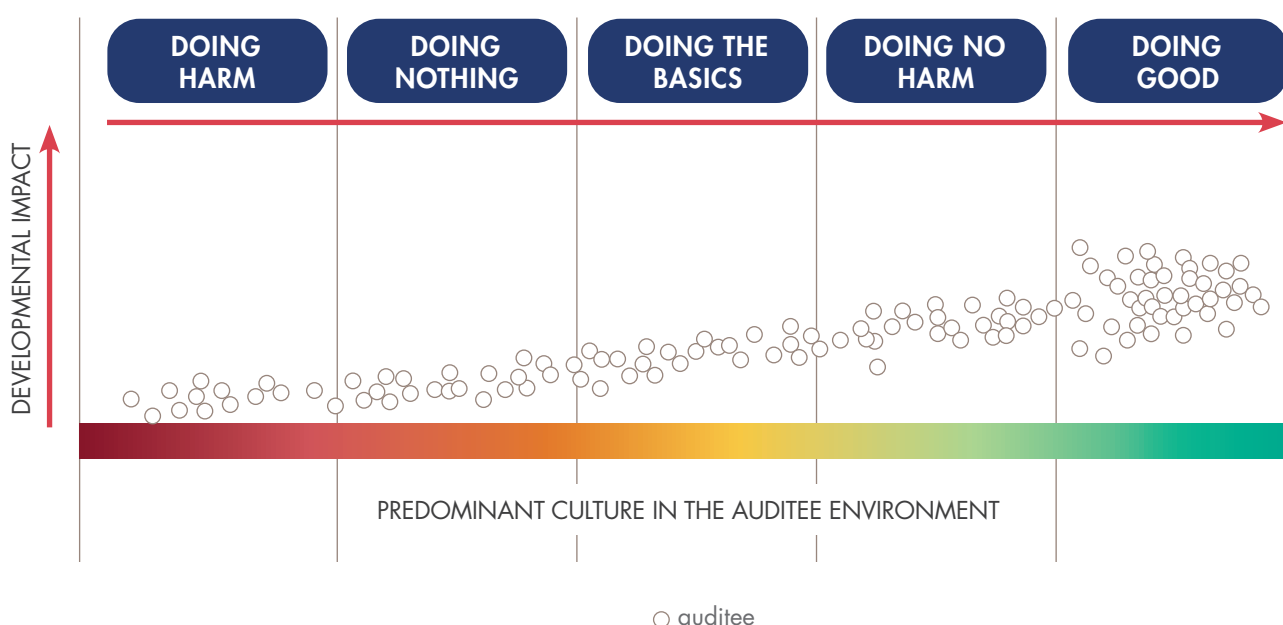 DOING
HARM
DOING
NOTHING
DOING THE
BASICS
DOING NO
HARM
DOING
GOOD
DEVELOPMENTAL IMPACT
PREDOMINANT CULTURE IN THE AUDITEE ENVIRONMENT
auditee